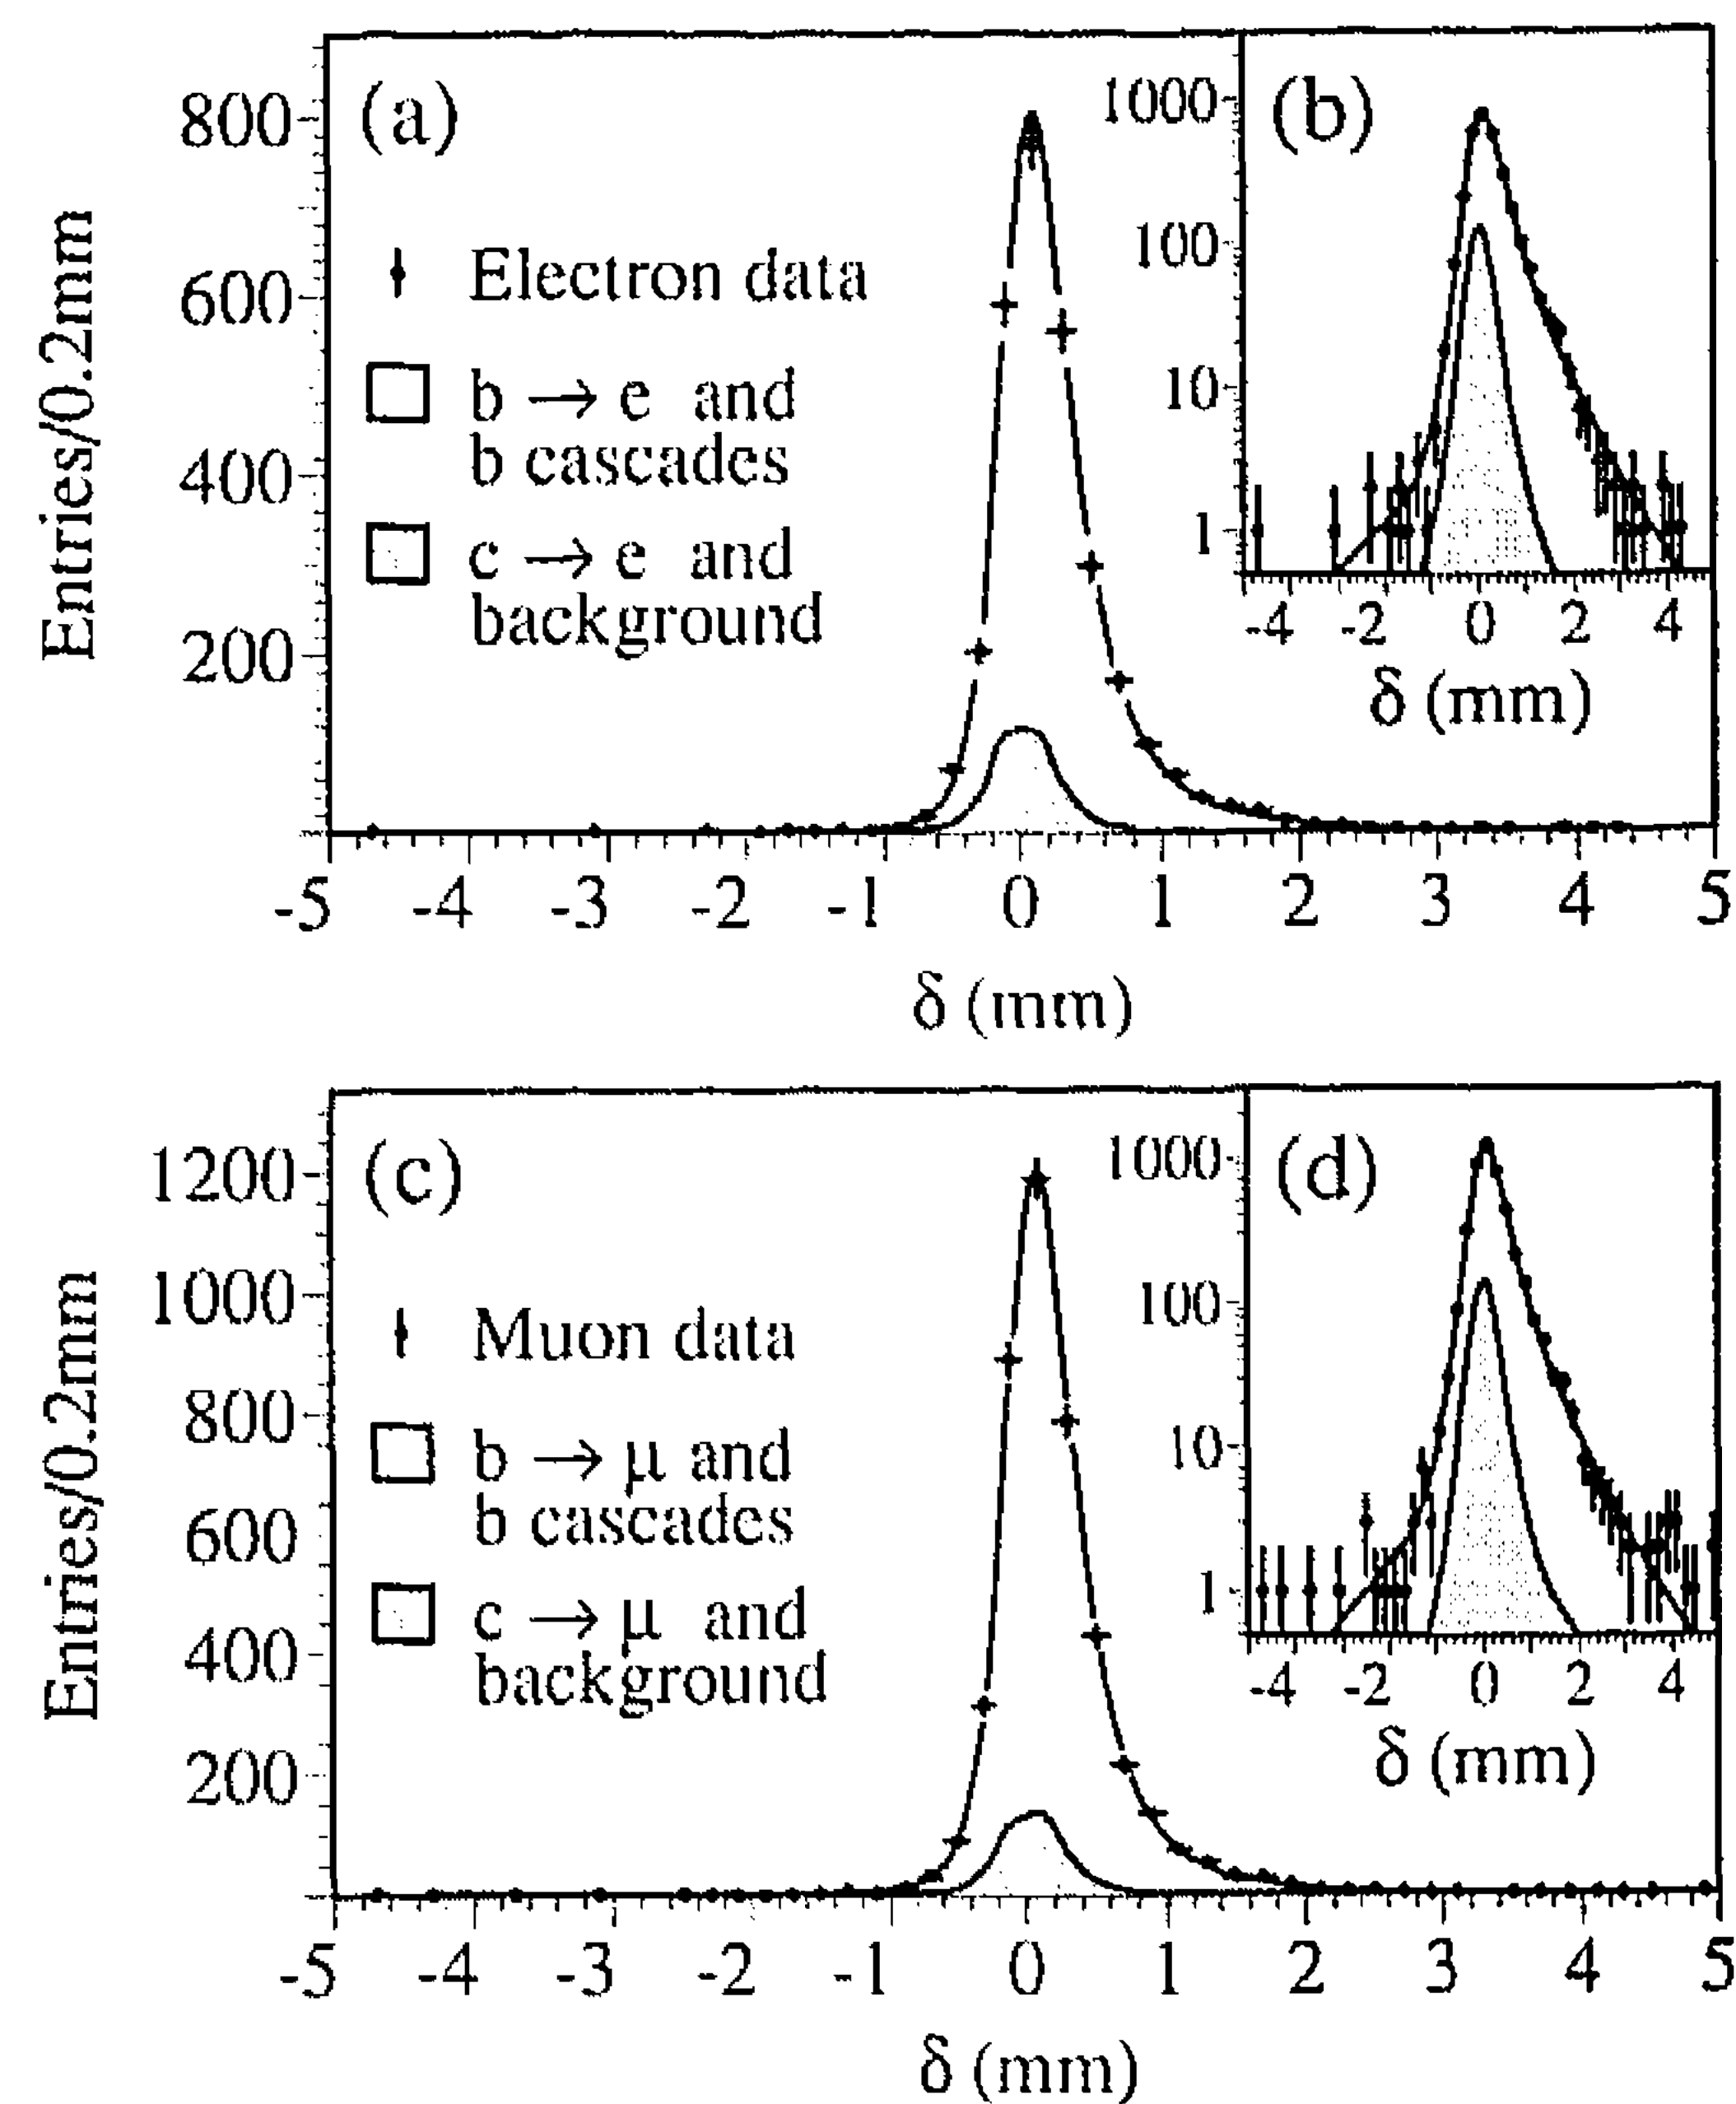 Entries/0.2mm
800
600
400
200
(a)
Electron data
b → e and
b cascades
c → e and
background
-5 -4 -3 -2 -1 0 1 2 3 4 5
δ (mm)
(b)
1000
100
10
1
-4 -2 0 2 4
δ (mm)
Entries/0.2mm
1200
1000
800
600
400
200
(c)
Muon data
b → μ and
b cascades
c → μ and
background
-5 -4 -3 -2 -1 0 1 2 3 4 5
δ (mm)
(d)
1000
100
10
1
-4 -2 0 2 4
δ (mm)